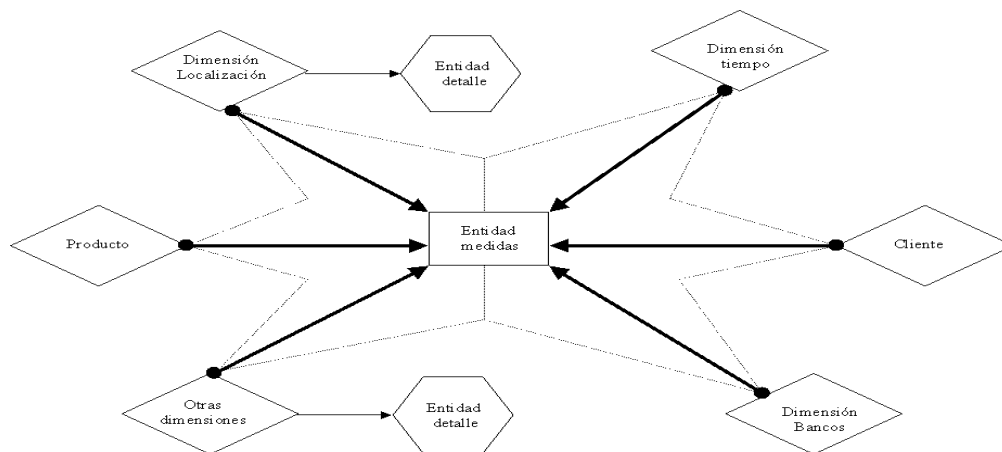 Dimensión
Localización
Entidad
detalle
Dimensión
tiempo
Producto
Entidad
medidas
Cliente
Otras
dimensiones
Entidad
detalle
Dimensión
Bancos